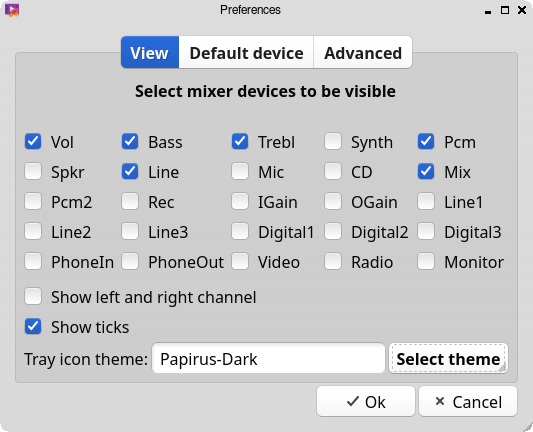 Preferences
View Default device Advanced
Select mixer devices to be visible
Vol Bass Trebl Synth Pcm
Spkr Line Mic CD Mix
Pcm2 Rec IGain OGain Line1
Line2 Line3 Digital1 Digital2 Digital3
PhoneIn PhoneOut Video Radio Monitor
Show left and right channel
Show ticks
Tray icon theme: Papirus-Dark Select theme
Ok Cancel